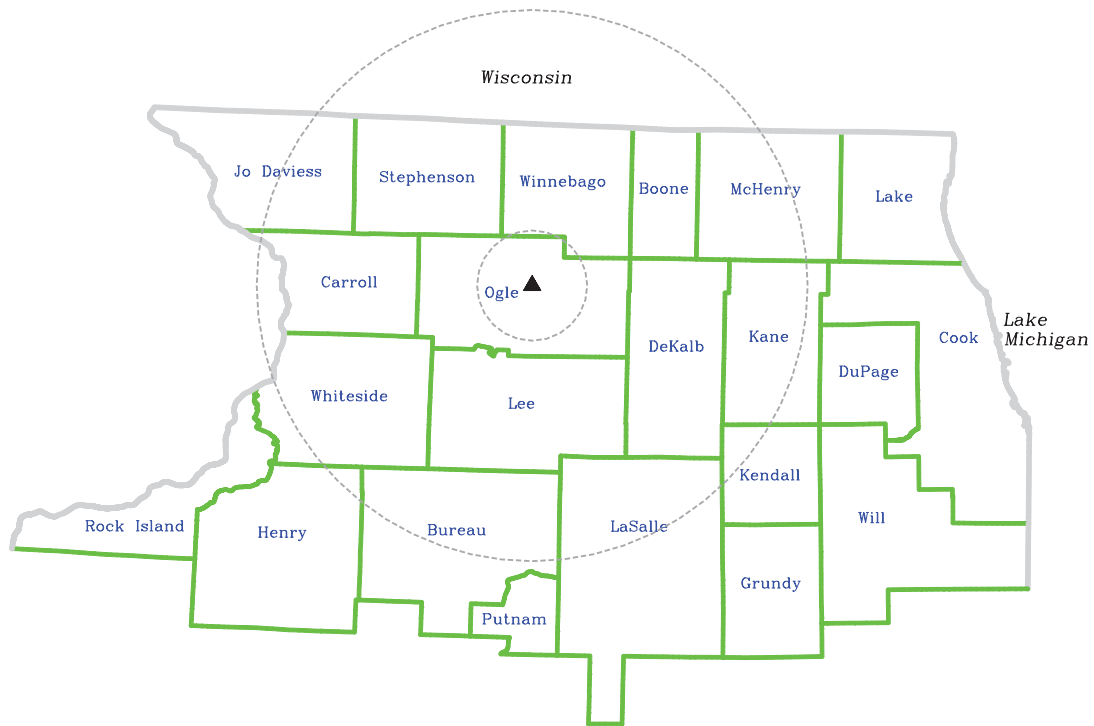 Wisconsin
Jo Daviess
Stephenson
Winnebago
Boone
McHenry
Lake
Carroll
Ogle
Lake
Michigan
Cook
Kane
DeKalb
DuPage
Whiteside
Lee
Kendall
Will
Rock Island
Henry
Bureau
LaSalle
Grundy
Putnam